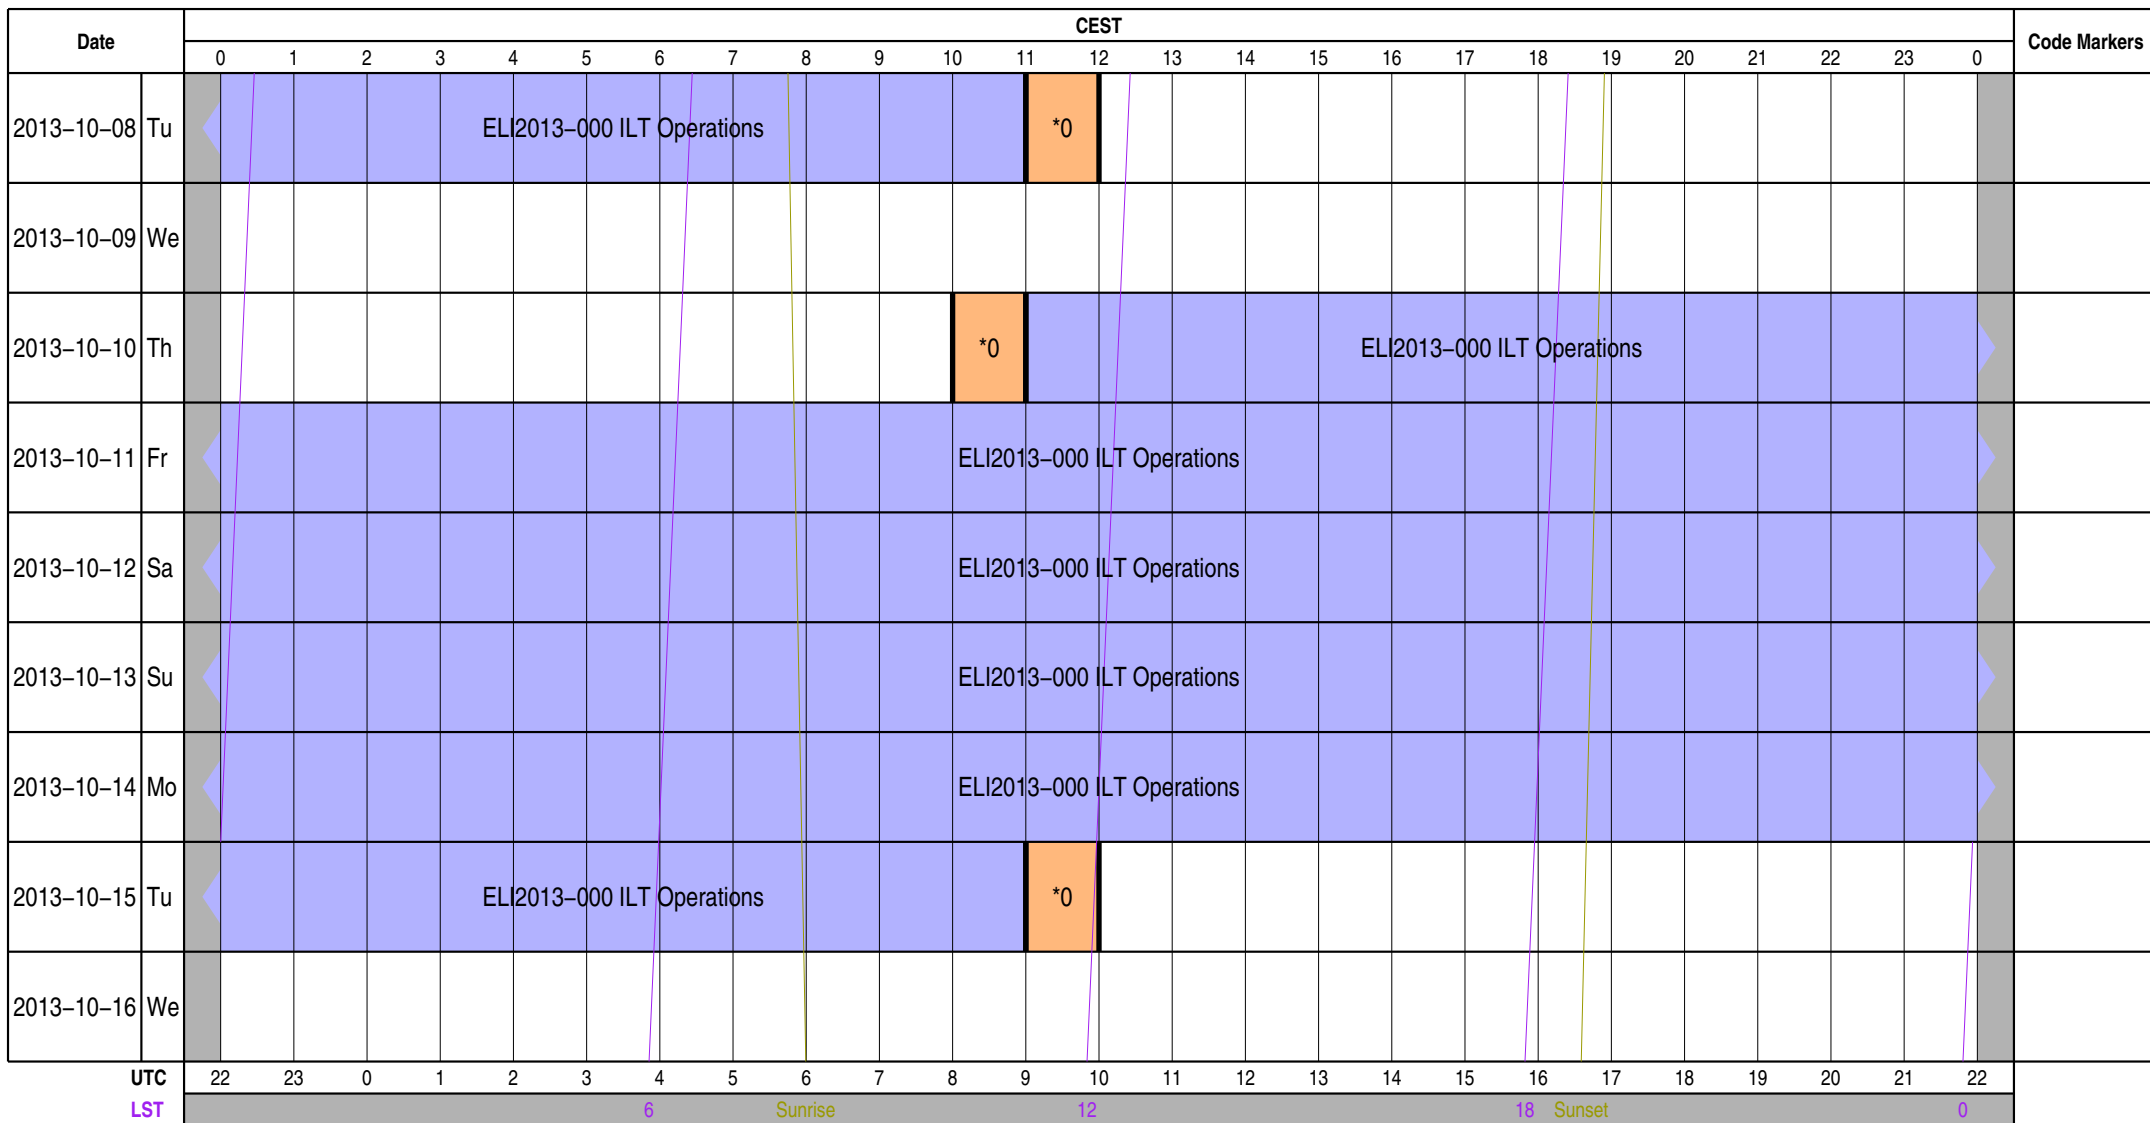 CEST
Date
Code Markers
0 1 2 3 4 5 6 7 8 9 10 11 12 13 14 15 16 17 18 19 20 21 22 23 0
2013−10−08 Tu ELI2013−000 ILT Operations *0
2013−10−09 We
2013−10−10 Th *0 ELI2013−000 ILT Operations
2013−10−11 Fr ELI2013−000 ILT Operations
2013−10−12 Sa ELI2013−000 ILT Operations
2013−10−13 Su ELI2013−000 ILT Operations
2013−10−14 Mo ELI2013−000 ILT Operations
2013−10−15 Tu ELI2013−000 ILT Operations *0
2013−10−16 We
UTC 22 23 0 1 2 3 4 5 6 7 8 9 10 11 12 13 14 15 16 17 18 19 20 21 22
LST 6 Sunrise 12 18 Sunset 0